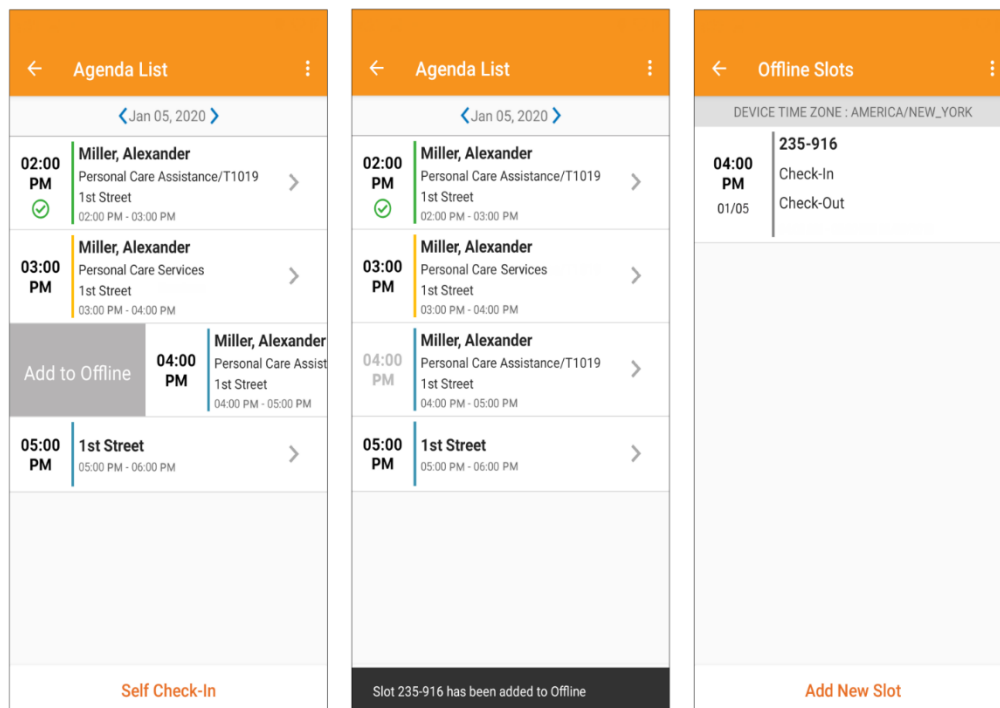 Agenda List
Jan 05, 2020
02:00
PM
Miller, Alexander
Personal Care Assistance/T1019
1st Street
02:00 PM - 03:00 PM
03:00
PM
Miller, Alexander
Personal Care Services
1st Street
03:00 PM - 04:00 PM
Add to Offline
04:00
PM
Miller, Alexander
Personal Care Assist
1st Street
04:00 PM - 05:00 PM
05:00
PM
1st Street
05:00 PM - 06:00 PM
Self Check-In
Agenda List
Jan 05, 2020
02:00
PM
Miller, Alexander
Personal Care Assistance/T1019
1st Street
02:00 PM - 03:00 PM
03:00
PM
Miller, Alexander
Personal Care Services
1st Street
03:00 PM - 04:00 PM
04:00
PM
Miller, Alexander
Personal Care Assistance/T1019
1st Street
04:00 PM - 05:00 PM
05:00
PM
1st Street
05:00 PM - 06:00 PM
Slot 235-916 has been added to Offline
Offline Slots
DEVICE TIME ZONE : AMERICA/NEW_YORK
04:00
PM
01/05
235-916
Check-In
Check-Out
Add New Slot